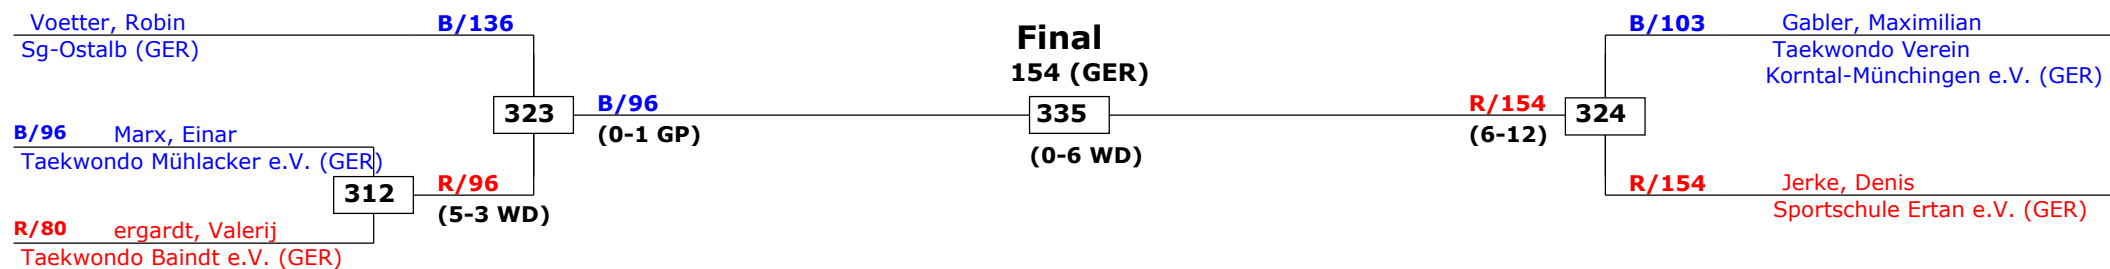 Voetter, Robin
B/136
Sg-Ostalb (GER)
B/96 Marx, Einar
Taekwondo Mühlacker e.V. (GER)
R/80 ergardt, Valerij
Taekwondo Baindt e.V. (GER)
312
R/96
(5-3 WD)
323
B/96
(0-1 GP)
Final
154 (GER)
335
(0-6 WD)
R/154
(6-12)
324
B/103 Gabler, Maximilian
Taekwondo Verein
Korntal-Münchingen e.V. (GER)
R/154 Jerke, Denis
Sportschule Ertan e.V. (GER)